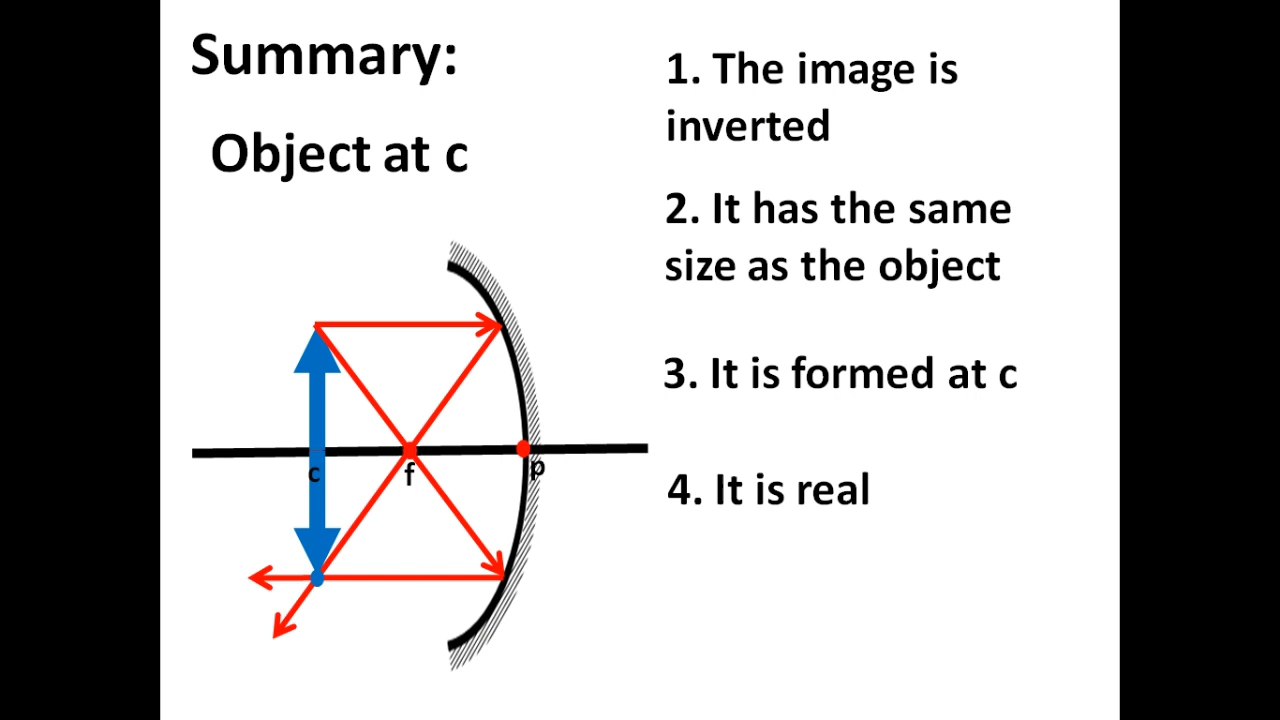 Summary:
Object at c
1. The image is
inverted
2. It has the same
size as the object
3. It is formed at c
4. It is real
c
f
p